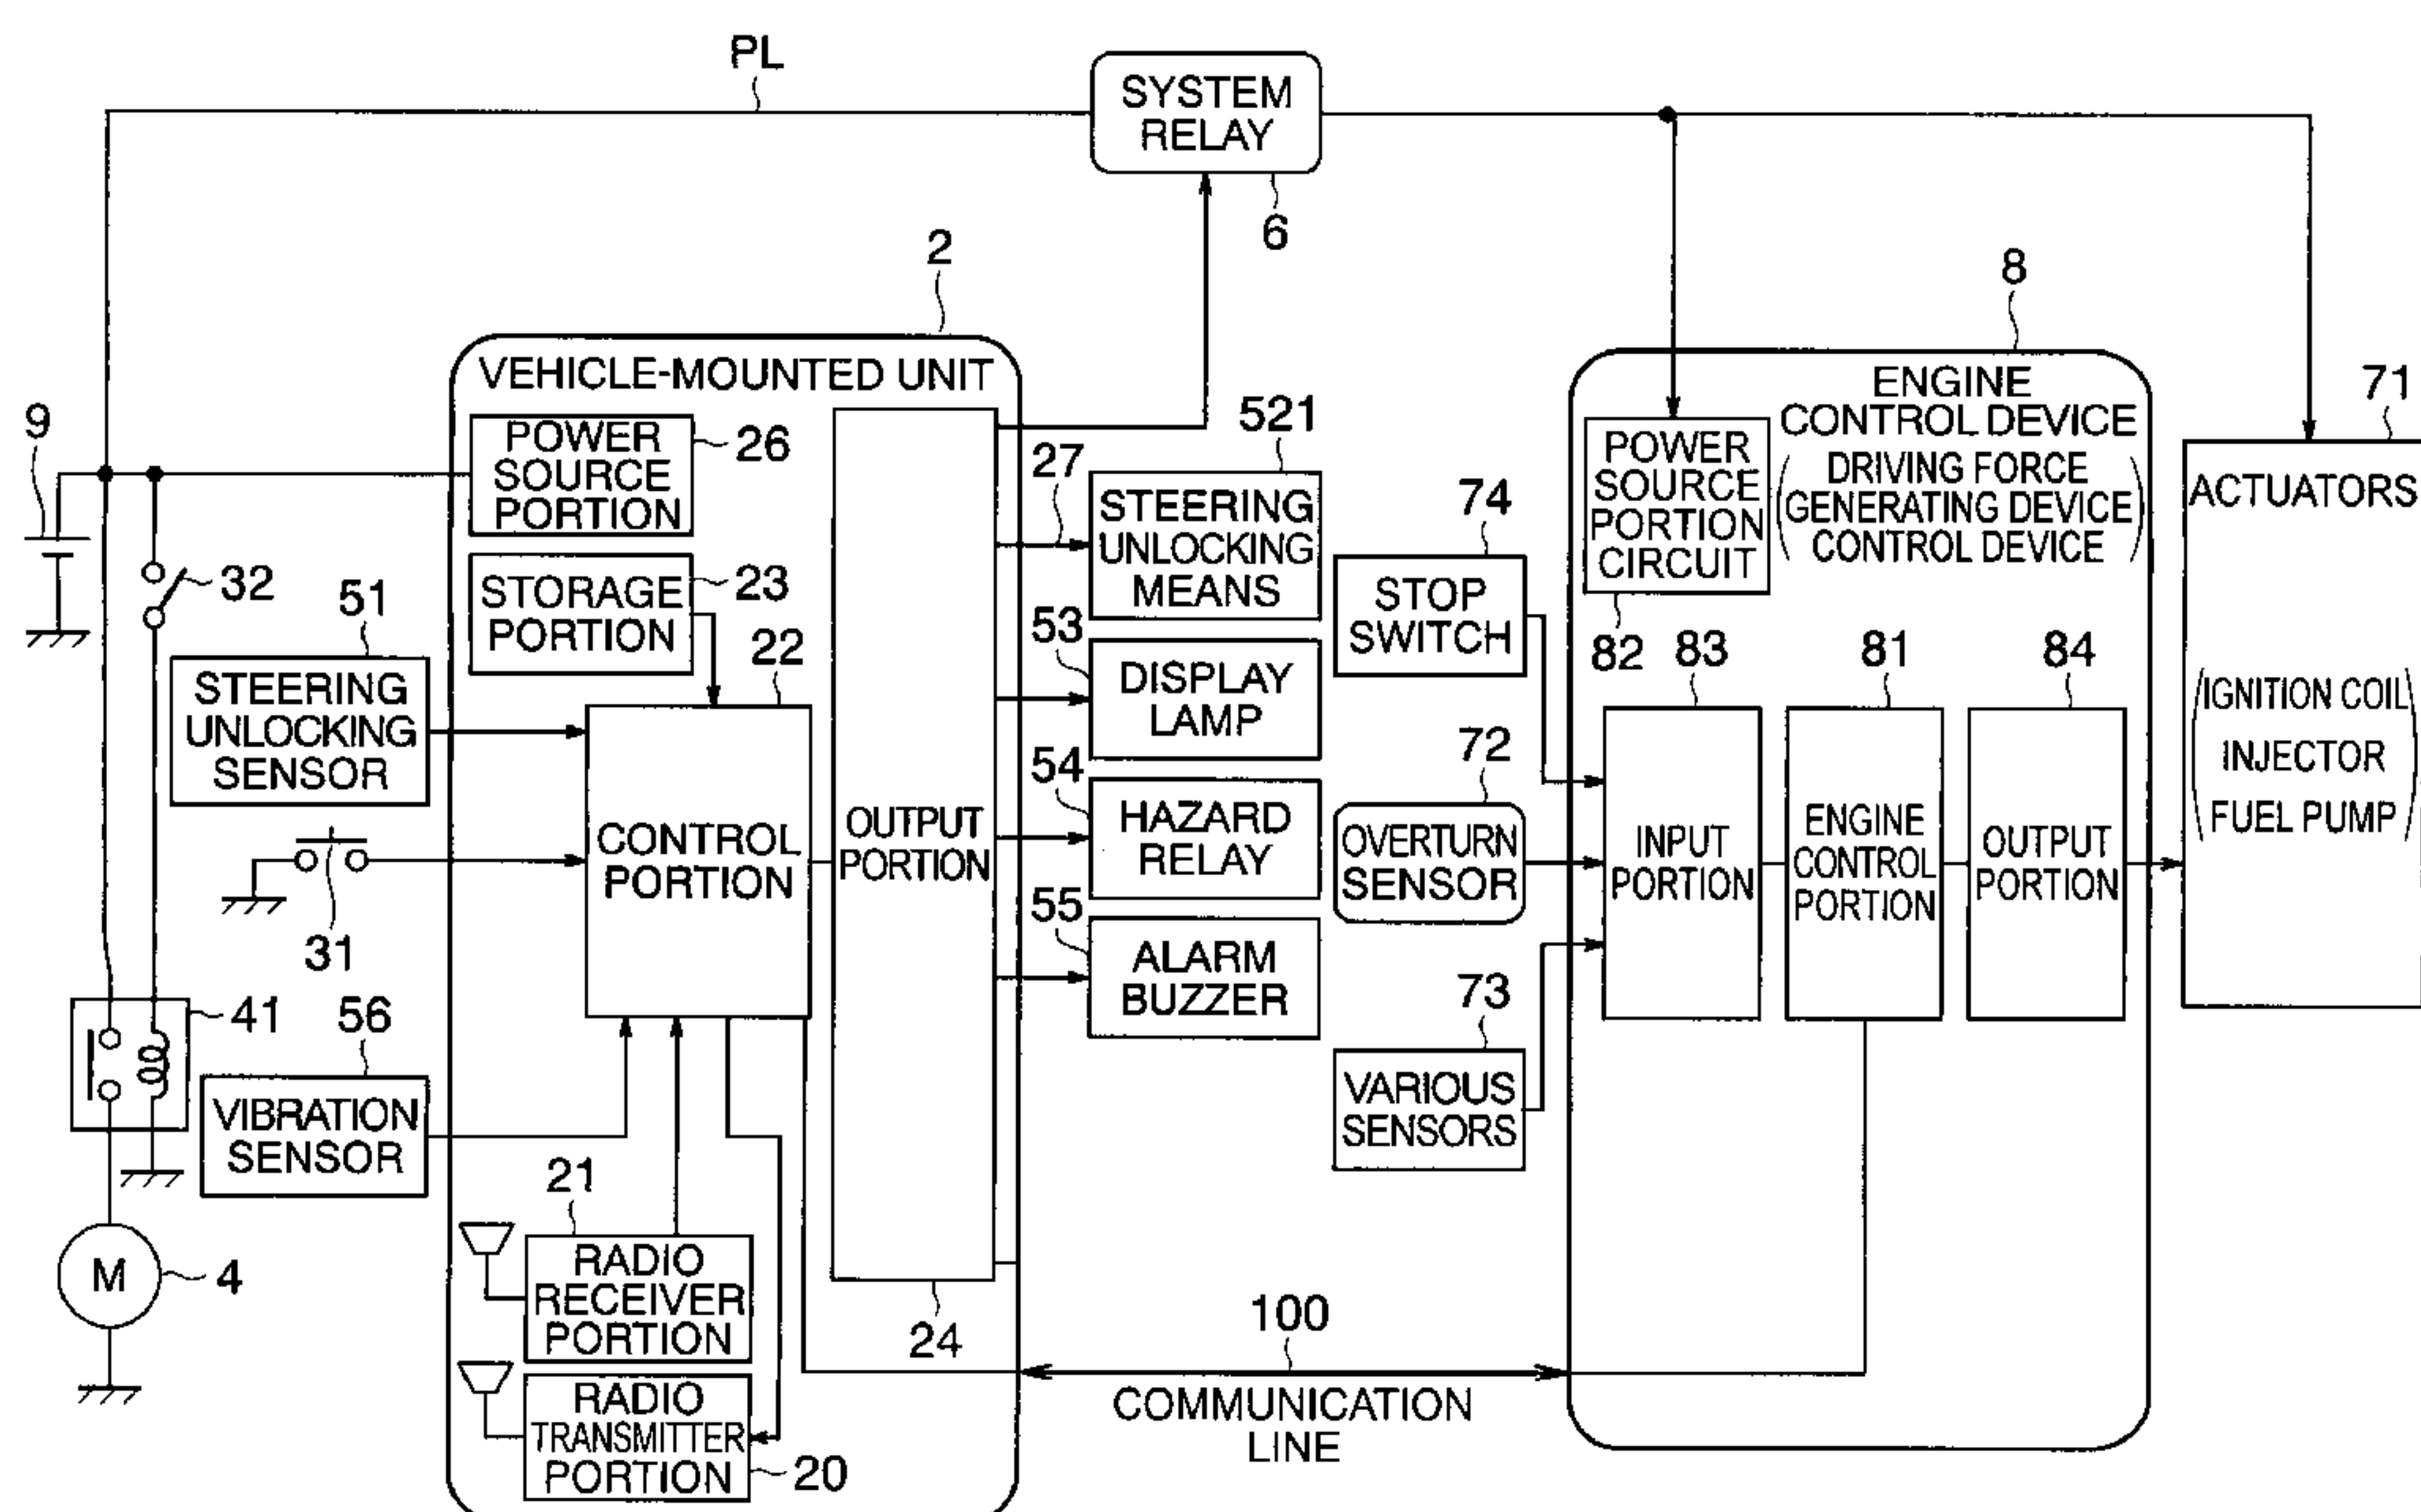 PL
SYSTEM
RELAY
6
2
8
VEHICLE-MOUNTED UNIT
9
POWER
SOURCE
PORTION
26
32
STORAGE
PORTION
23
51
STEERING
UNLOCKING
SENSOR
22
CONTROL
PORTION
31
41
56
VIBRATION
SENSOR
M
4
21
RADIO
RECEIVER
PORTION
RADIO
TRANSMITTER
PORTION
20
OUTPUT
PORTION
24
27
521
STEERING
UNLOCKING
MEANS
53
DISPLAY
LAMP
54
HAZARD
RELAY
55
ALARM
BUZZER
74
STOP
SWITCH
72
OVERTURN
SENSOR
73
VARIOUS
SENSORS
100
COMMUNICATION
LINE
ENGINE
CONTROL DEVICE
(DRIVING FORCE
GENERATING DEVICE
CONTROL DEVICE)
POWER
SOURCE
PORTION
CIRCUIT
82
83
INPUT
PORTION
81
ENGINE
CONTROL
PORTION
84
OUTPUT
PORTION
71
ACTUATORS
(IGNITION COIL
INJECTOR
FUEL PUMP)